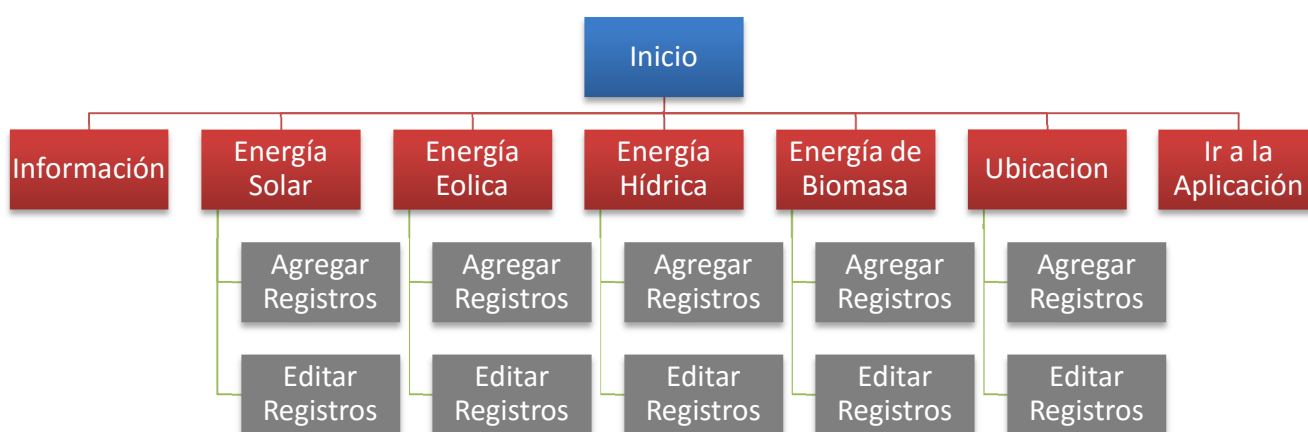 Inicio
Información
Energía
Solar
Energía
Eolica
Energía
Hídrica
Energía de
Biomasa
Ubicacion
Ir a la
Aplicación
Agregar
Registros
Agregar
Registros
Agregar
Registros
Agregar
Registros
Agregar
Registros
Editar
Registros
Editar
Registros
Editar
Registros
Editar
Registros
Editar
Registros